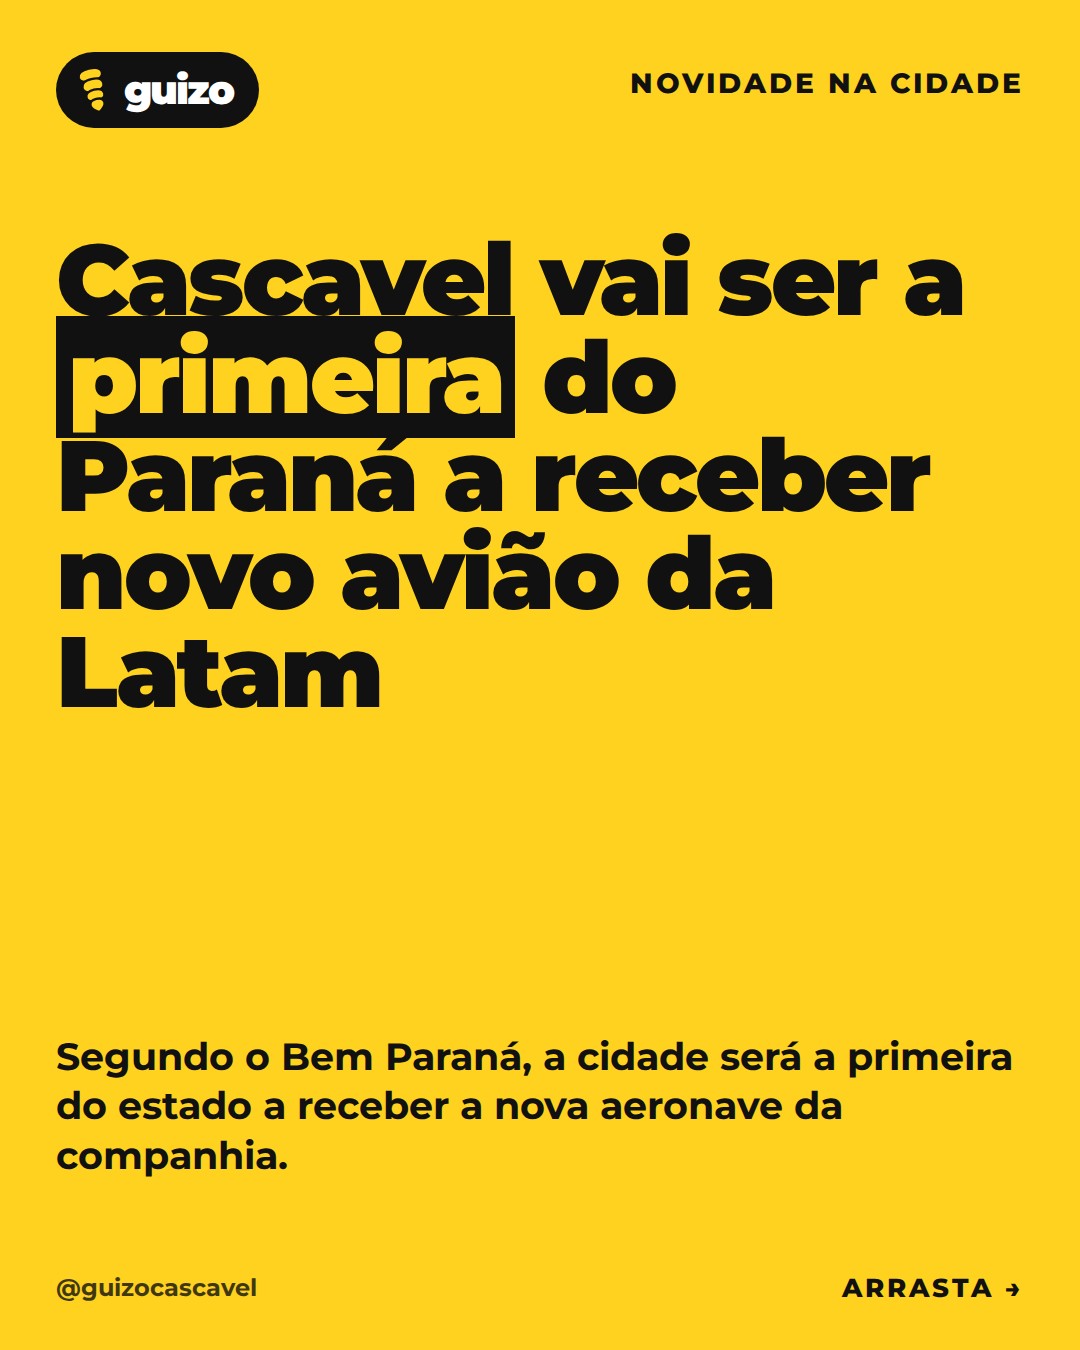 guizo
NOVIDADE NA CIDADE
Cascavel vai ser a
primeira do
Paraná a receber
novo avião da
Latam
Segundo o Bem Paraná, a cidade será a primeira
do estado a receber a nova aeronave da
companhia.
@guizocascavel
ARRASTA →